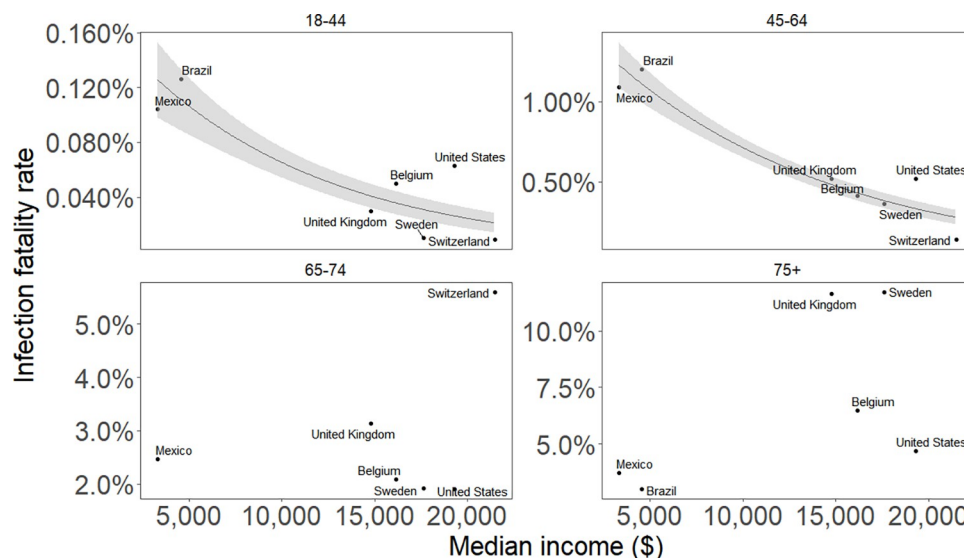 18-44
45-64
0.160%
0.120%
0.080%
0.040%
Brazil
Mexico
Belgium
United States
United Kingdom
Sweden
Switzerland
1.00%
0.50%
Brazil
Mexico
United Kingdom
United States
Belgium
Sweden
Switzerland
Infection fatality rate
65-74
75+
5.0%
4.0%
3.0%
2.0%
Switzerland
United Kingdom
Mexico
Belgium
Sweden
United States
10.0%
7.5%
5.0%
United Kingdom
Sweden
Belgium
United States
Mexico
Brazil
5,000 10,000 15,000 20,000
5,000 10,000 15,000 20,000
Median income ($)